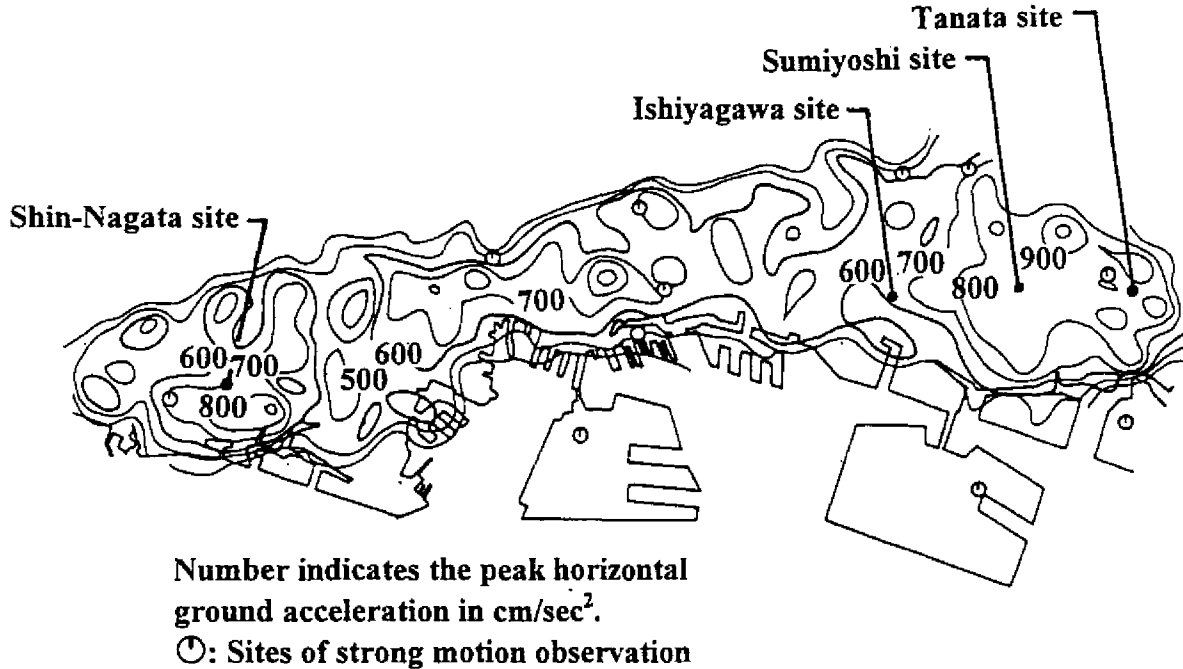 Tanata site
Sumiyoshi site
Ishiyagawa site
Shin-Nagata site
900
600 700
800
700
600 700
600
500
800
Number indicates the peak horizontal
ground acceleration in cm/sec².
: Sites of strong motion observation